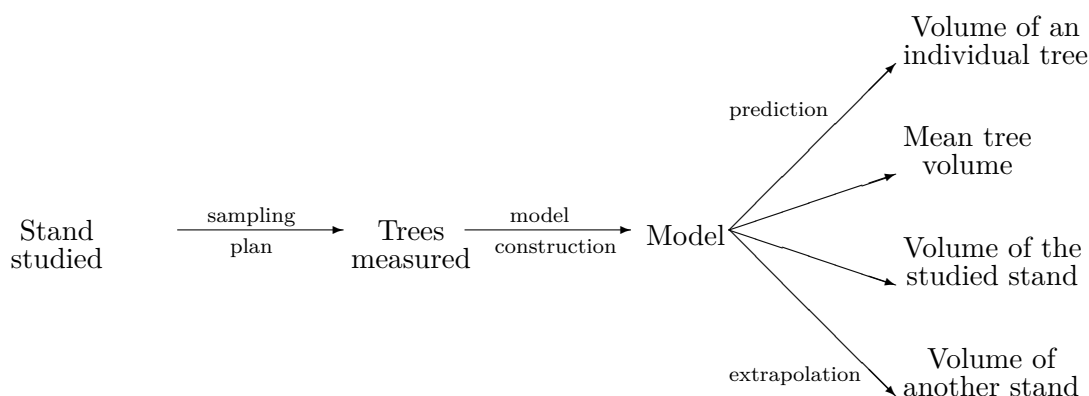 Stand
studied
sampling
plan
Trees
measured
model
construction
Model
prediction
extrapolation
Volume of an
individual tree
Mean tree
volume
Volume of the
studied stand
Volume of
another stand